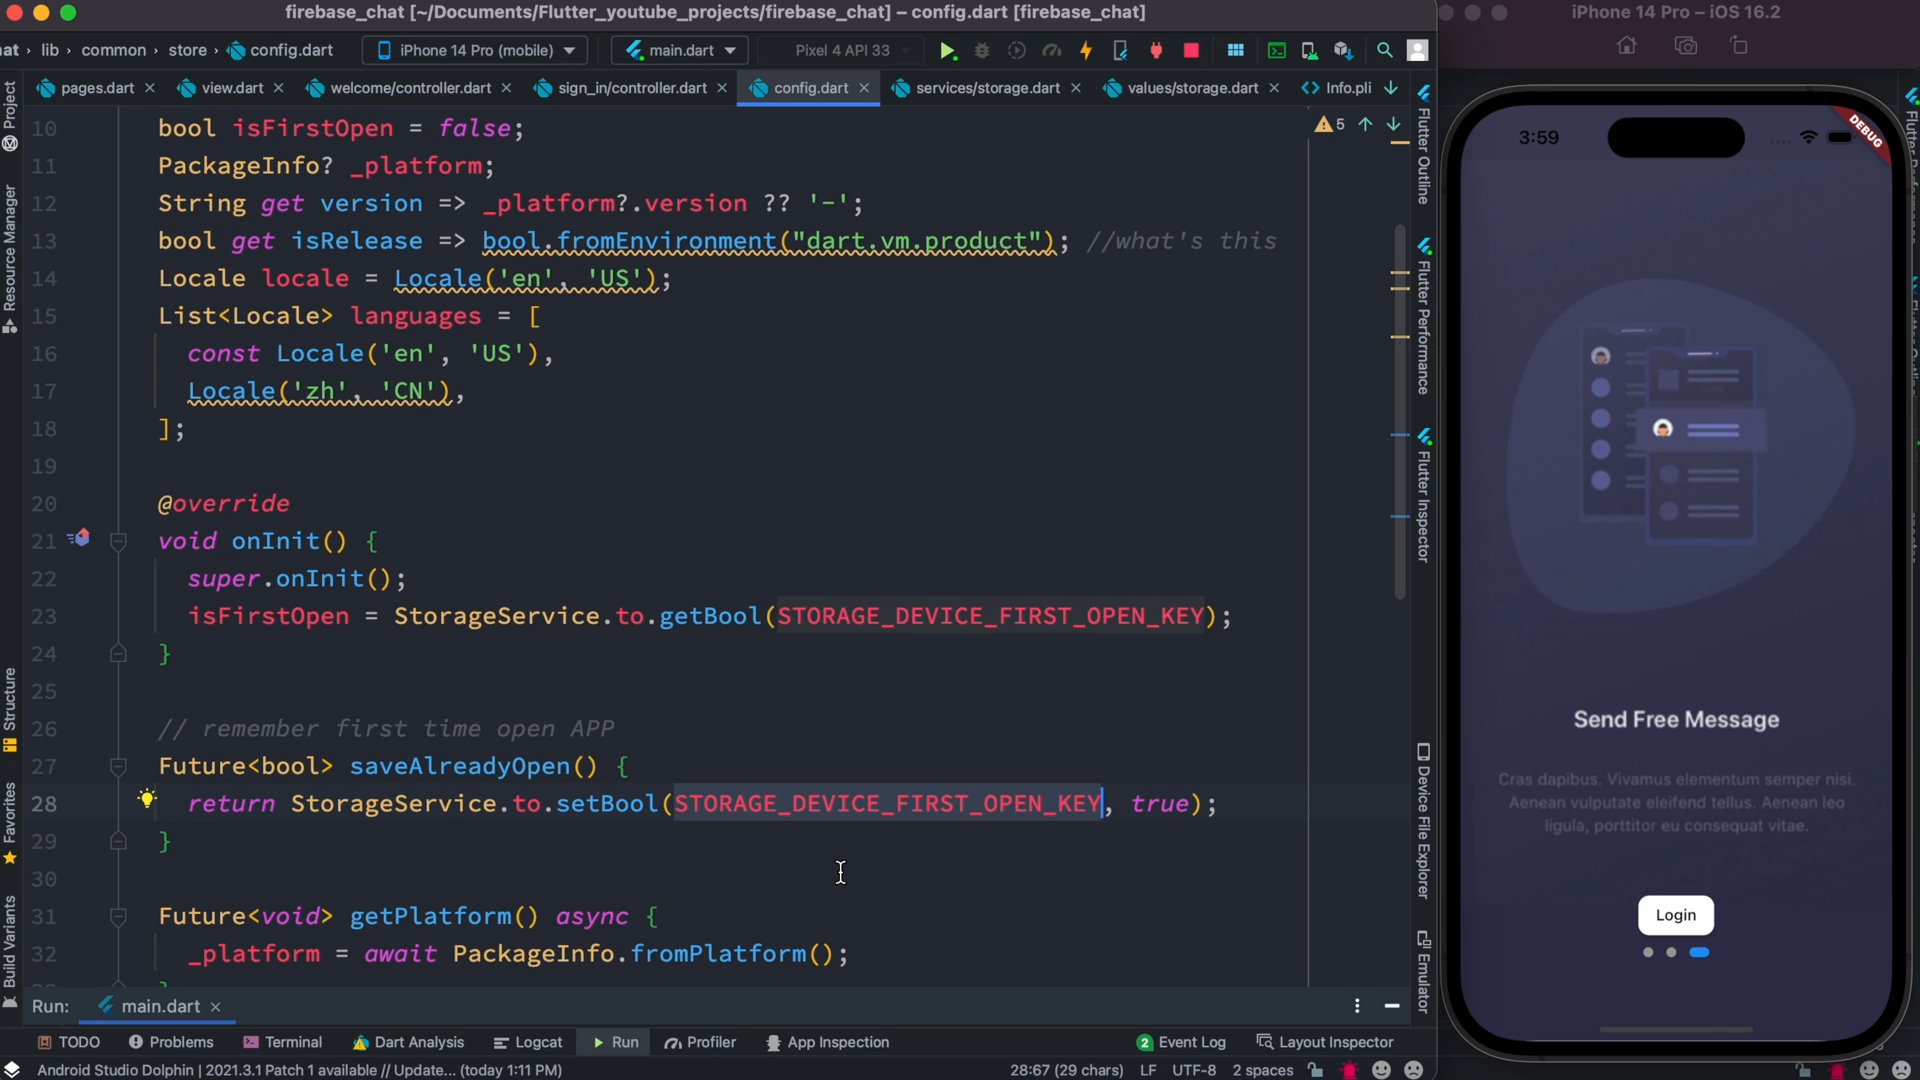 firebase_chat [~/Documents/Flutter_youtube_projects/firebase_chat] – config.dart [firebase_chat]
at › lib › common › store › config.dart
iPhone 14 Pro (mobile)
main.dart
Pixel 4 API 33
pages.dart
view.dart
welcome/controller.dart
sign_in/controller.dart
config.dart
services/storage.dart
values/storage.dart
Info.pli
Project
Resource Manager
Structure
Favorites
Build Variants
10 bool isFirstOpen = false;
11 PackageInfo? _platform;
12 String get version => _platform?.version ?? '-';
13 bool get isRelease => bool.fromEnvironment("dart.vm.product"); //what's this
14 Locale locale = Locale('en', 'US');
15 List<Locale> languages = [
16 const Locale('en', 'US'),
17 Locale('zh', 'CN'),
18 ];
19
20 @override
21 void onInit() {
22 super.onInit();
23 isFirstOpen = StorageService.to.getBool(STORAGE_DEVICE_FIRST_OPEN_KEY);
24 }
25
26 // remember first time open APP
27 Future<bool> saveAlreadyOpen() {
28 return StorageService.to.setBool(STORAGE_DEVICE_FIRST_OPEN_KEY, true);
29 }
30
31 Future<void> getPlatform() async {
32 _platform = await PackageInfo.fromPlatform();
5
Flutter Outline
Flutter Performance
Flutter Inspector
Device File Explorer
Emulator
Run: main.dart
TODO
Problems
Terminal
Dart Analysis
Logcat
Run
Profiler
App Inspection
2 Event Log
Layout Inspector
Android Studio Dolphin | 2021.3.1 Patch 1 available // Update... (today 1:11 PM)
28:67 (29 chars)
LF
UTF-8
2 spaces
iPhone 14 Pro – iOS 16.2
3:59
DEBUG
Send Free Message
Cras dapibus. Vivamus elementum semper nisi.
Aenean vulputate eleifend tellus. Aenean leo
ligula, porttitor eu consequat vitae.
Login